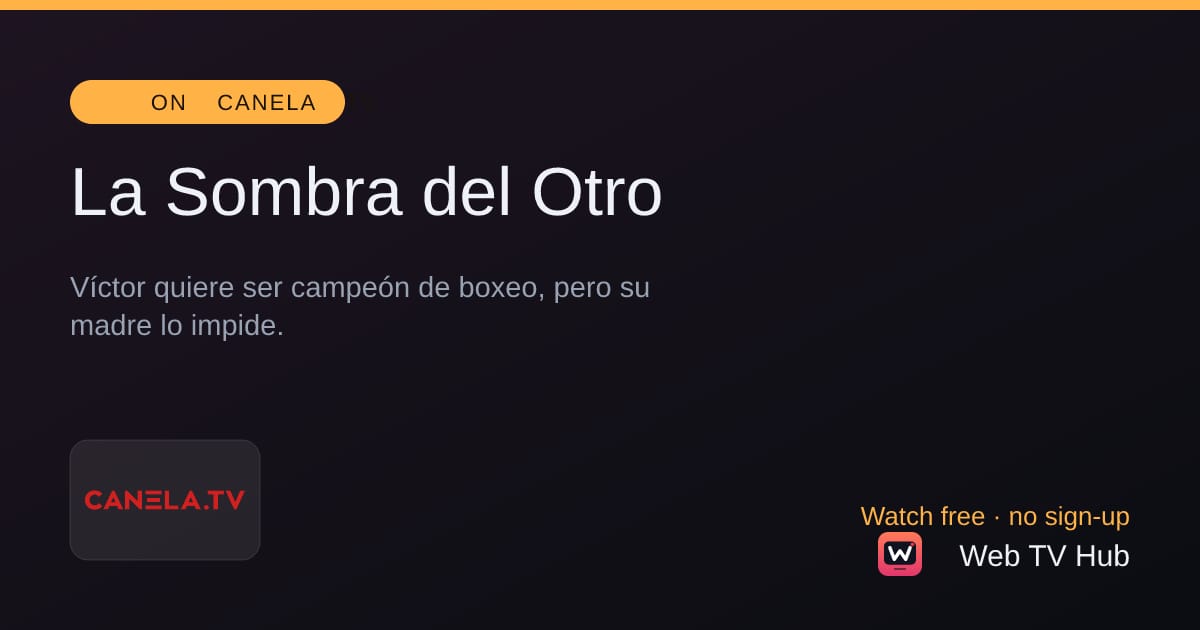 ON CANELA
La Sombra del Otro
Víctor quiere ser campeón de boxeo, pero su
madre lo impide.
CANELA.TV
Watch free · no sign-up
W
Web TV Hub